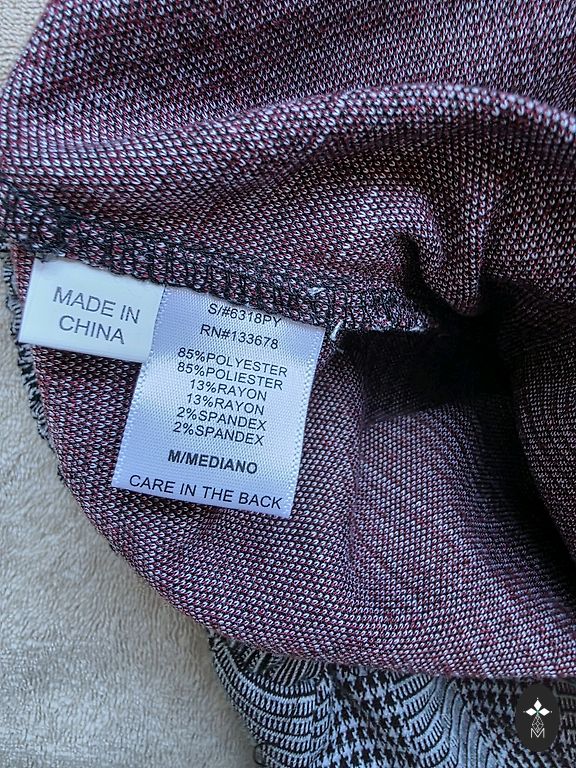 MADE IN
CHINA
S/#6318PY
RN#133678
85%POLYESTER
85%POLIESTER
13%RAYON
13%RAYON
2%SPANDEX
2%SPANDEX
M/MEDIANO
CARE IN THE BACK
M